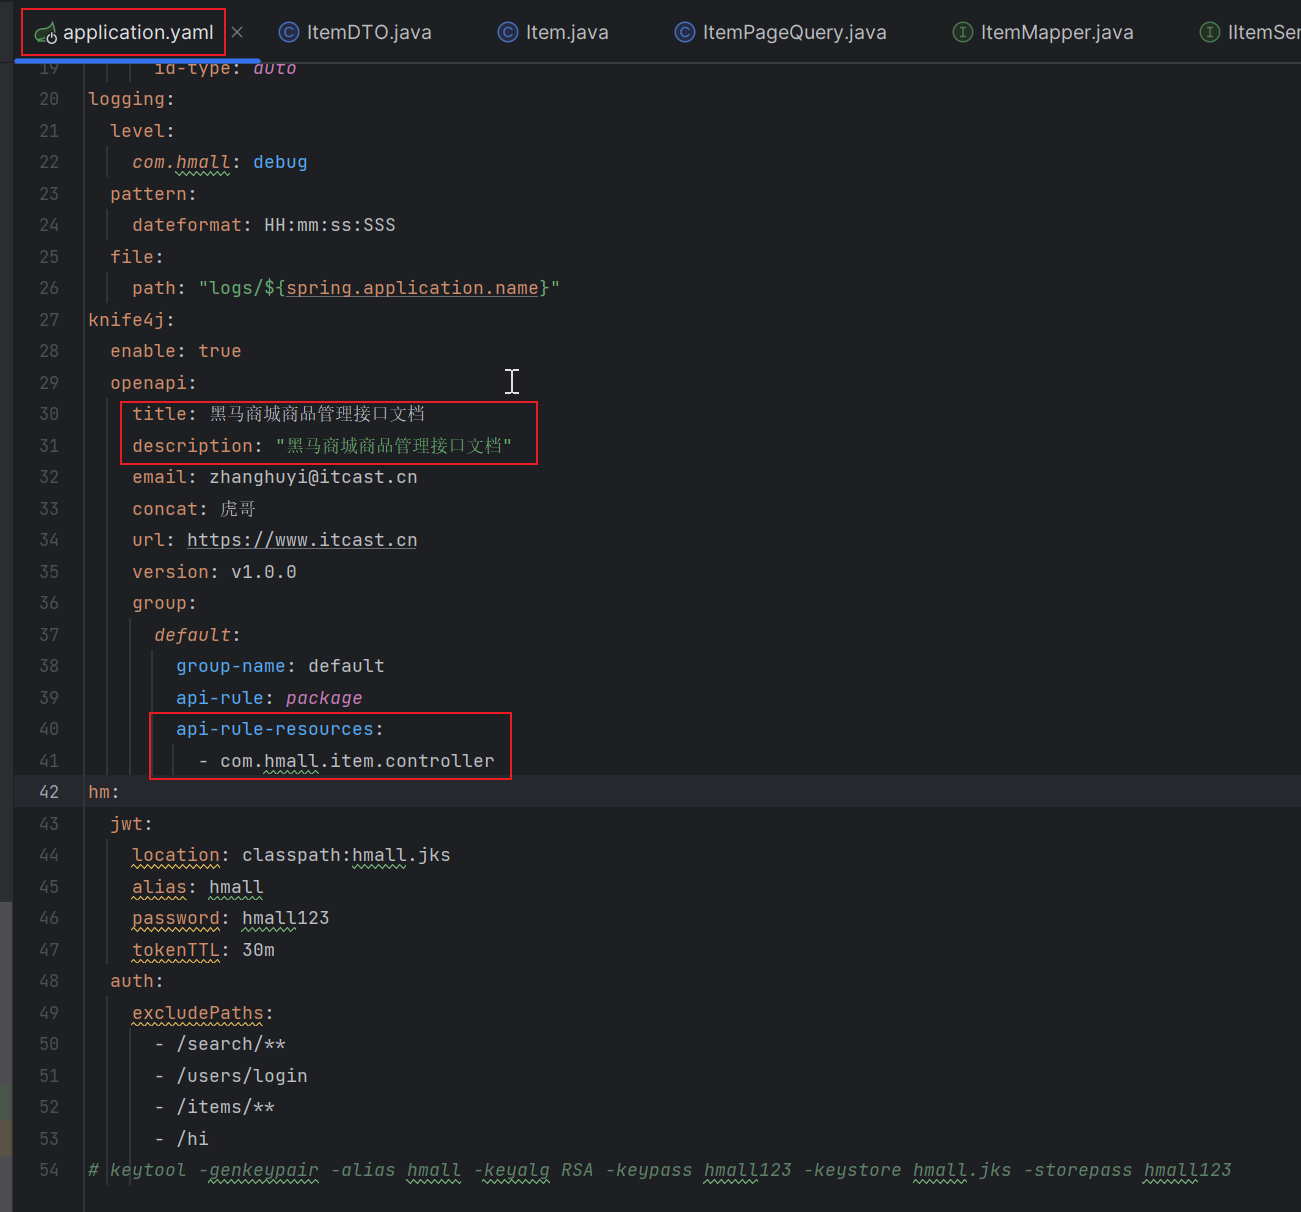 application.yaml ItemDTO.java Item.java ItemPageQuery.java ItemMapper.java IItemSer
19 id-type: auto
20 logging:
21 level:
22 com.hmall: debug
23 pattern:
24 dateformat: HH:mm:ss:SSS
25 file:
26 path: "logs/${spring.application.name}"
27 knife4j:
28 enable: true
29 openapi:
30 title: 黑马商城商品管理接口文档
31 description: "黑马商城商品管理接口文档"
32 email: zhanghuyi@itcast.cn
33 concat: 虎哥
34 url: https://www.itcast.cn
35 version: v1.0.0
36 group:
37 default:
38 group-name: default
39 api-rule: package
40 api-rule-resources:
41 - com.hmall.item.controller
42 hm:
43 jwt:
44 location: classpath:hmall.jks
45 alias: hmall
46 password: hmall123
47 tokenTTL: 30m
48 auth:
49 excludePaths:
50 - /search/**
51 - /users/login
52 - /items/**
53 - /hi
54 # keytool -genkeypair -alias hmall -keyalg RSA -keypass hmall123 -keystore hmall.jks -storepass hmall123